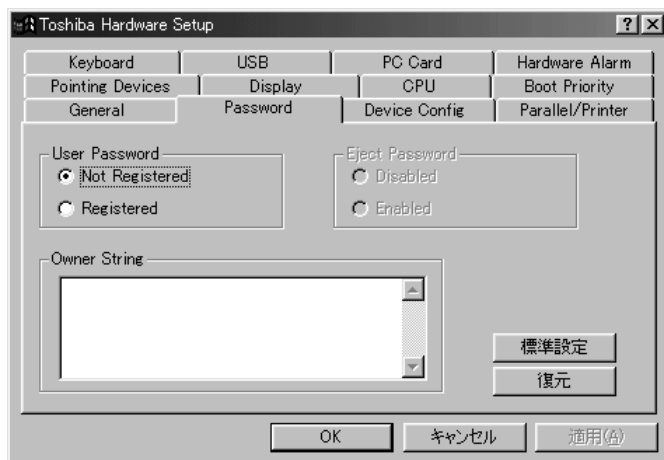 Toshiba Hardware Setup
Keyboard
USB
PC Card
Hardware Alarm
Pointing Devices
Display
CPU
Boot Priority
General
Password
Device Config
Parallel/Printer
User Password
Not Registered
Registered
Eject Password
Disabled
Enabled
Owner String
標準設定
復元
OK
キャンセル
適用(A)